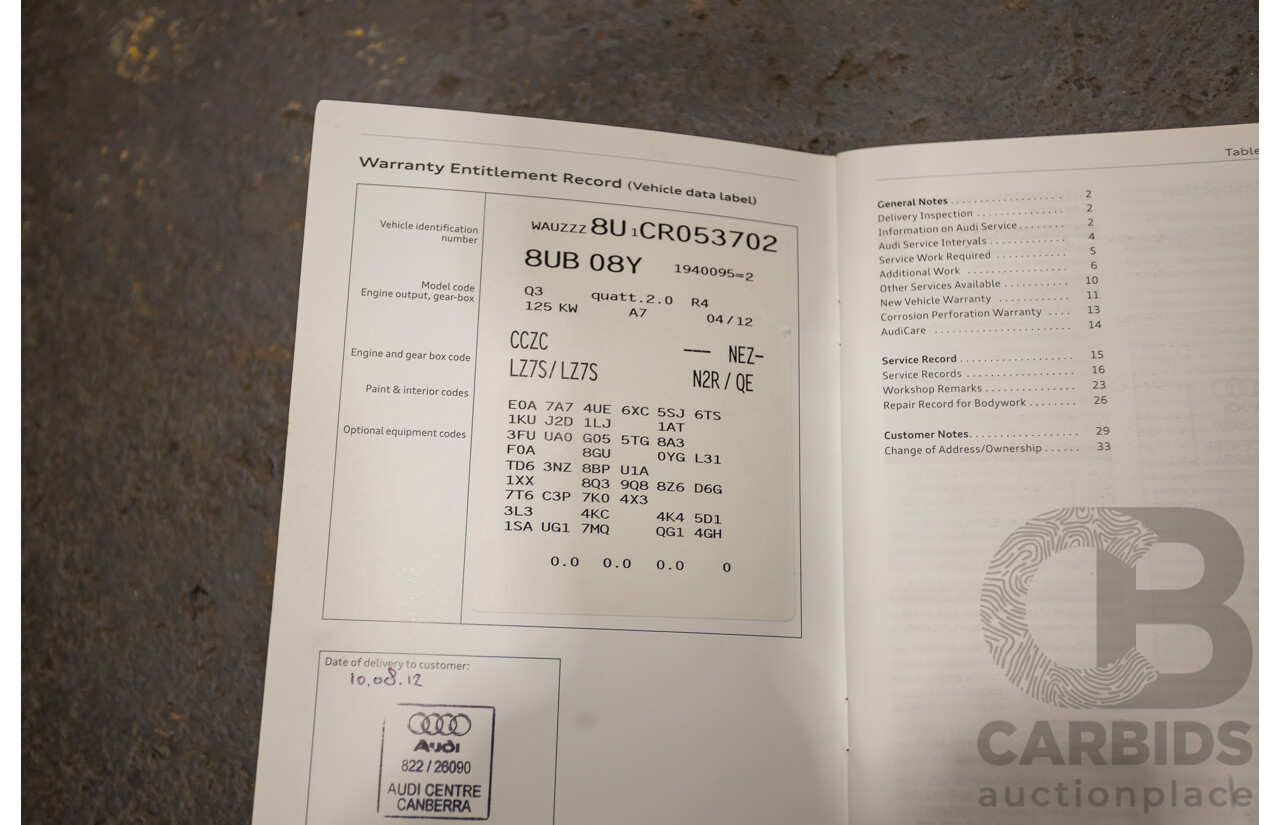 Warranty Entitlement Record (Vehicle data label)
Vehicle identification
number
WAUZZZ 8U 1 CR053702
8UB 08Y 1940095=2
Model code
Engine output, gear-box
Q3 quatt.2.0 R4
125 KW A7 04/12
Engine and gear box code
CCZC --- NEZ-
Paint & interior codes
LZ7S/LZ7S N2R / QE
Optional equipment codes
E0A 7A7 4UE 6XC 5SJ 6TS
1KU J2D 1LJ 1AT
3FU UA0 G05 5TG 8A3
F0A 8GU 0YG L31
TD6 3NZ 8BP U1A
1XX 8Q3 9Q8 8Z6 D6G
7T6 C3P 7K0 4X3
3L3 4KC 4K4 5D1
1SA UG1 7MQ QG1 4GH
0.0 0.0 0.0 0
Date of delivery to customer:
10.08.12
Audi
822 / 26090
AUDI CENTRE
CANBERRA
Table
General Notes . . . . . . . . . . . . . . . . . . . 2
Delivery Inspection . . . . . . . . . . . . . . . 2
Information on Audi Service . . . . . . . . 2
Audi Service Intervals . . . . . . . . . . . . . 4
Service Work Required . . . . . . . . . . . . 5
Additional Work . . . . . . . . . . . . . . . . . 6
Other Services Available . . . . . . . . . . . 10
New Vehicle Warranty . . . . . . . . . . . . 11
Corrosion Perforation Warranty . . . . 13
AudiCare . . . . . . . . . . . . . . . . . . . . . . . 14
Service Record . . . . . . . . . . . . . . . . . . . 15
Service Records . . . . . . . . . . . . . . . . . . 16
Workshop Remarks . . . . . . . . . . . . . . . 23
Repair Record for Bodywork . . . . . . . . 26
Customer Notes. . . . . . . . . . . . . . . . . . 29
Change of Address/Ownership . . . . . . 33
CB
CARBIDS
auctionplace